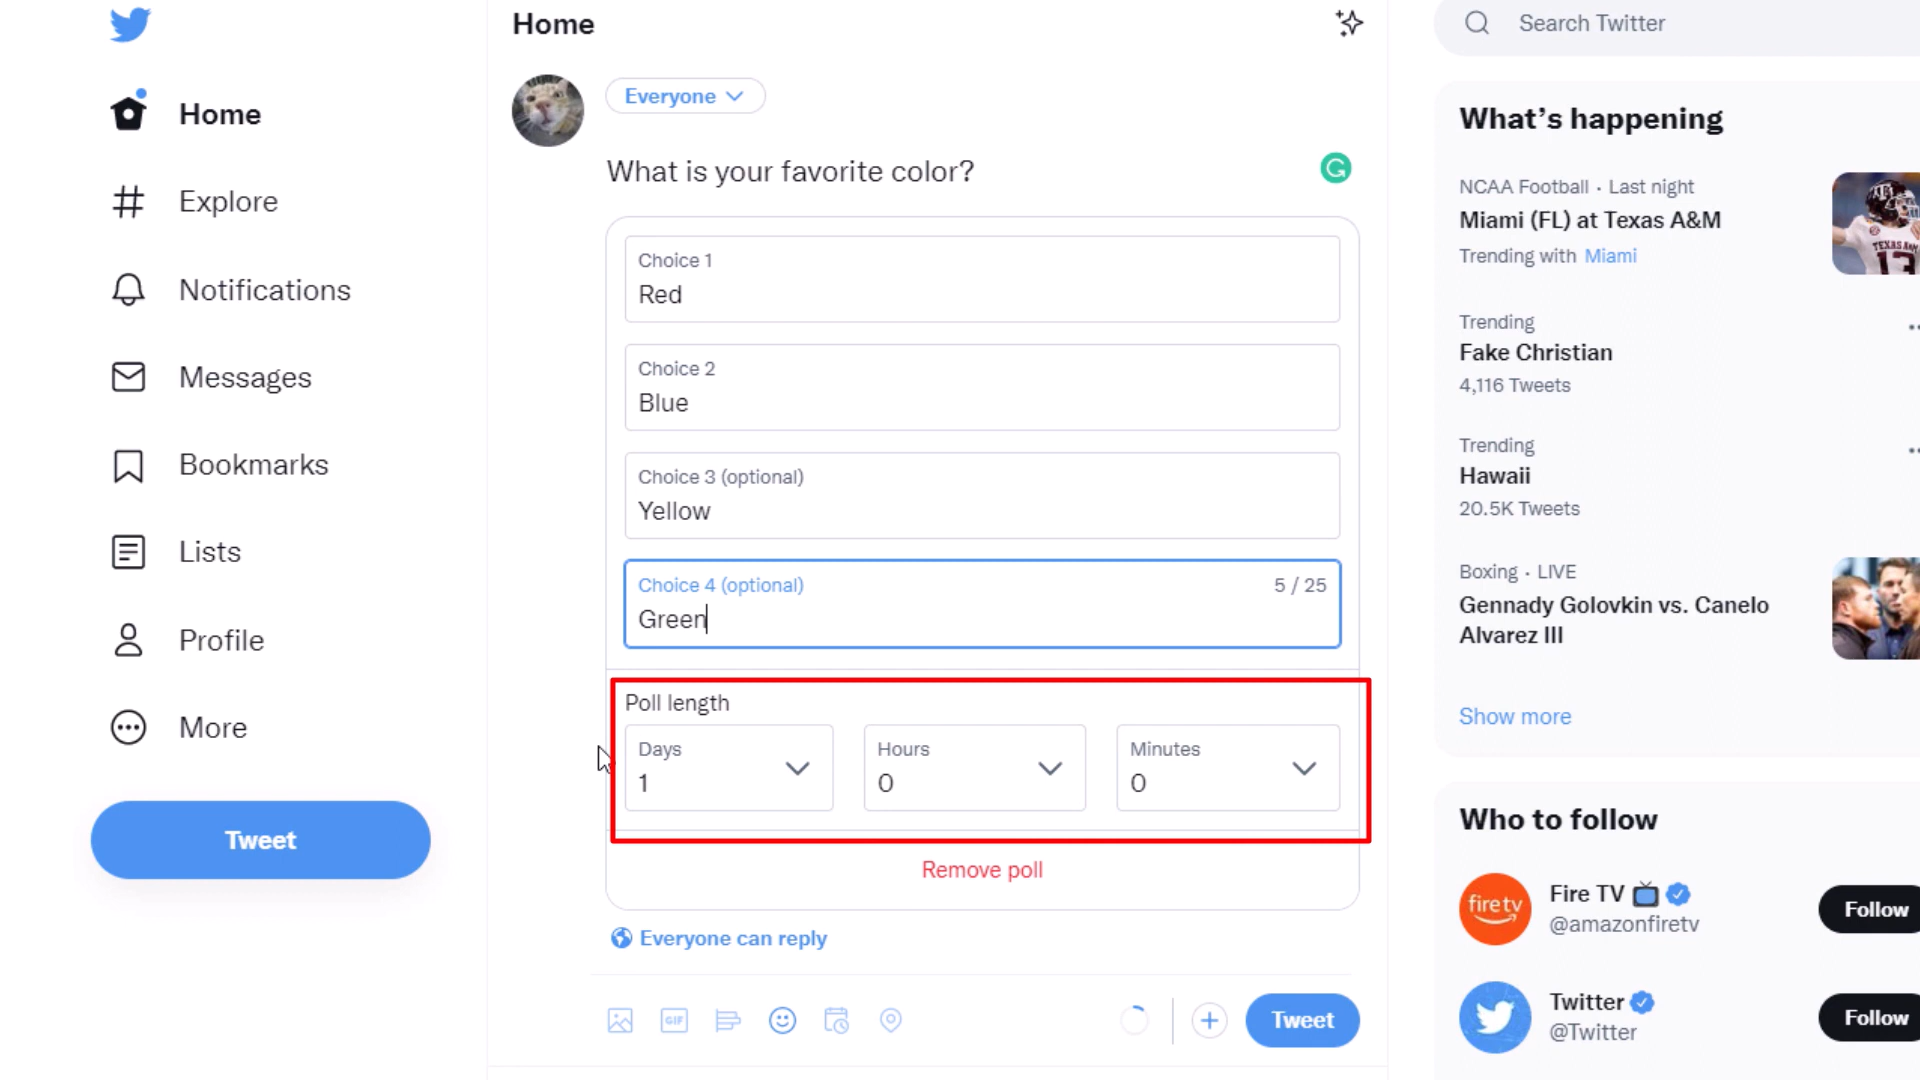 Home
Explore
Notifications
Messages
Bookmarks
Lists
Profile
More
Tweet
Home
Everyone
What is your favorite color?
Choice 1
Red
Choice 2
Blue
Choice 3 (optional)
Yellow
Choice 4 (optional) 5 / 25
Green
Poll length
Days Hours Minutes
1 0 0
Remove poll
Everyone can reply
GIF
Tweet
Search Twitter
What's happening
NCAA Football · Last night
Miami (FL) at Texas A&M
Trending with Miami
TEXAS A&M
13
Trending
Fake Christian
4,116 Tweets
Trending
Hawaii
20.5K Tweets
Boxing · LIVE
Gennady Golovkin vs. Canelo
Alvarez III
Show more
Who to follow
firetv
Fire TV
@amazonfiretv
Follow
Twitter
@Twitter
Follow